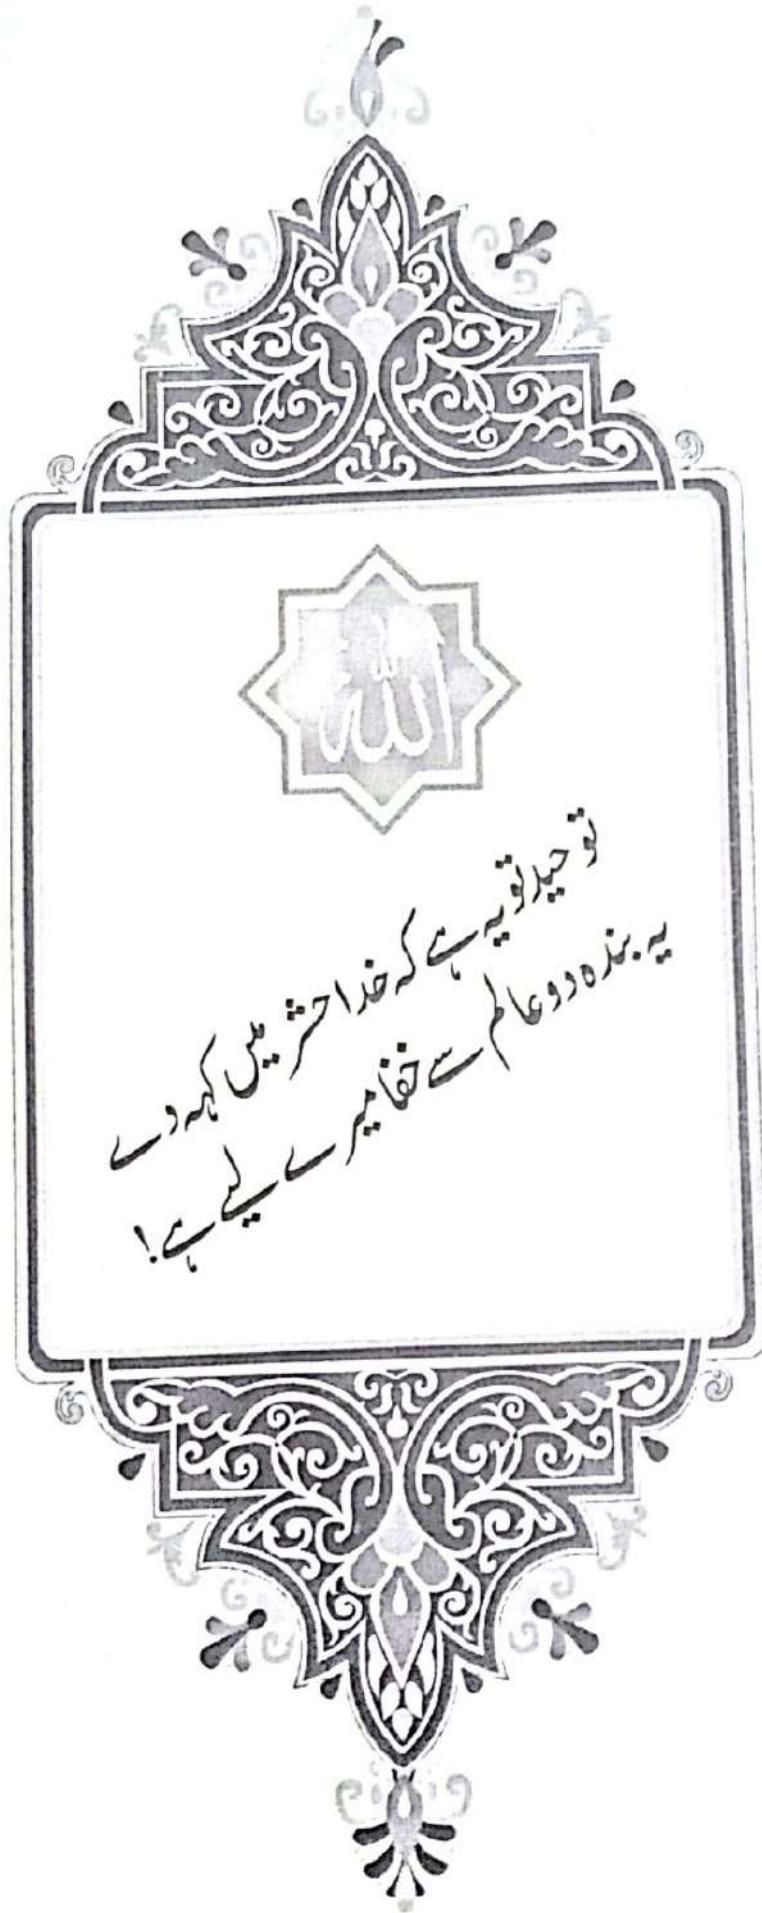 الله
توحید تو یہ ہے کہ خدا حشر میں کہہ دے
یہ بندہ دو عالم سے خفا میرے لیے ہے!